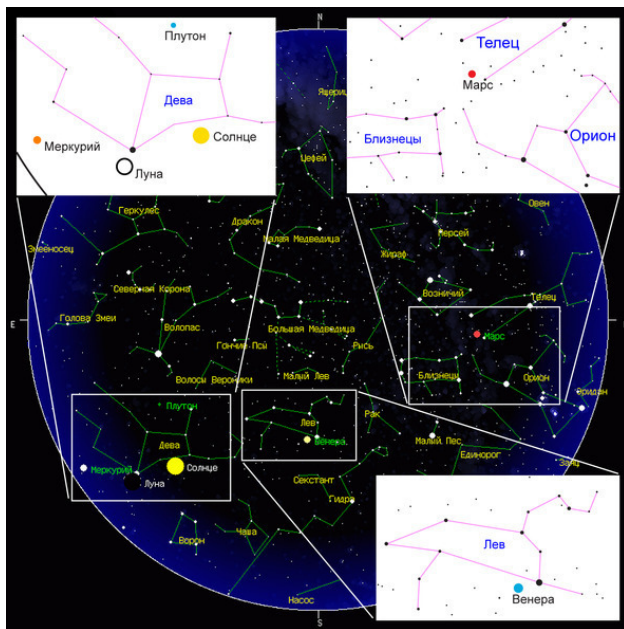 N
Плутон
Дева
Меркурий
Солнце
Луна
Телец
Марс
Близнецы
Орион
Ящериц
Цефей
Геркулес
Дракон
Овен
Змееносец
Малая Медведица
Персей
Жираф
Северная Корона
Возничий
Телец
Голова Змеи
Волопас
Большая Медведица
E
Марс
Гончие Псы
Рысь
Волосы Вероники
Малый Лев
Близнецы
Орион
Эридан
Плутон
Лев
Рак
Дева
Венера
Малый Пес
Меркурий
Солнце
Единорог
Заяц
Луна
Секстант
Гидра
Чаша
Ворон
Насос
S
Лев
Венера